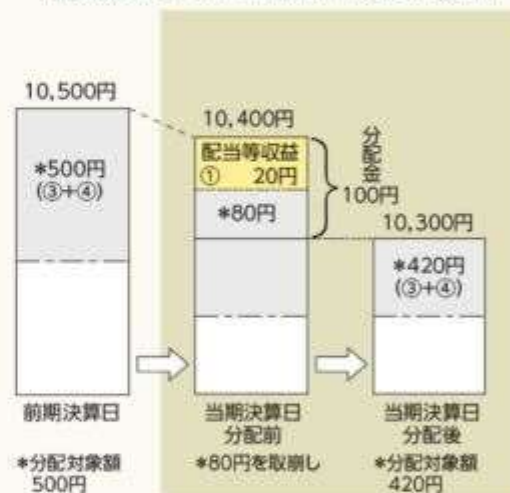 10,500円
*500円
(③+④)
10,400円
配当等収益
① 20円
*80円
分配金
100円
10,300円
*420円
(③+④)
前期決算日
当期決算日
分配前
当期決算日
分配後
*分配対象額
500円
*80円を取崩し
*分配対象額
420円